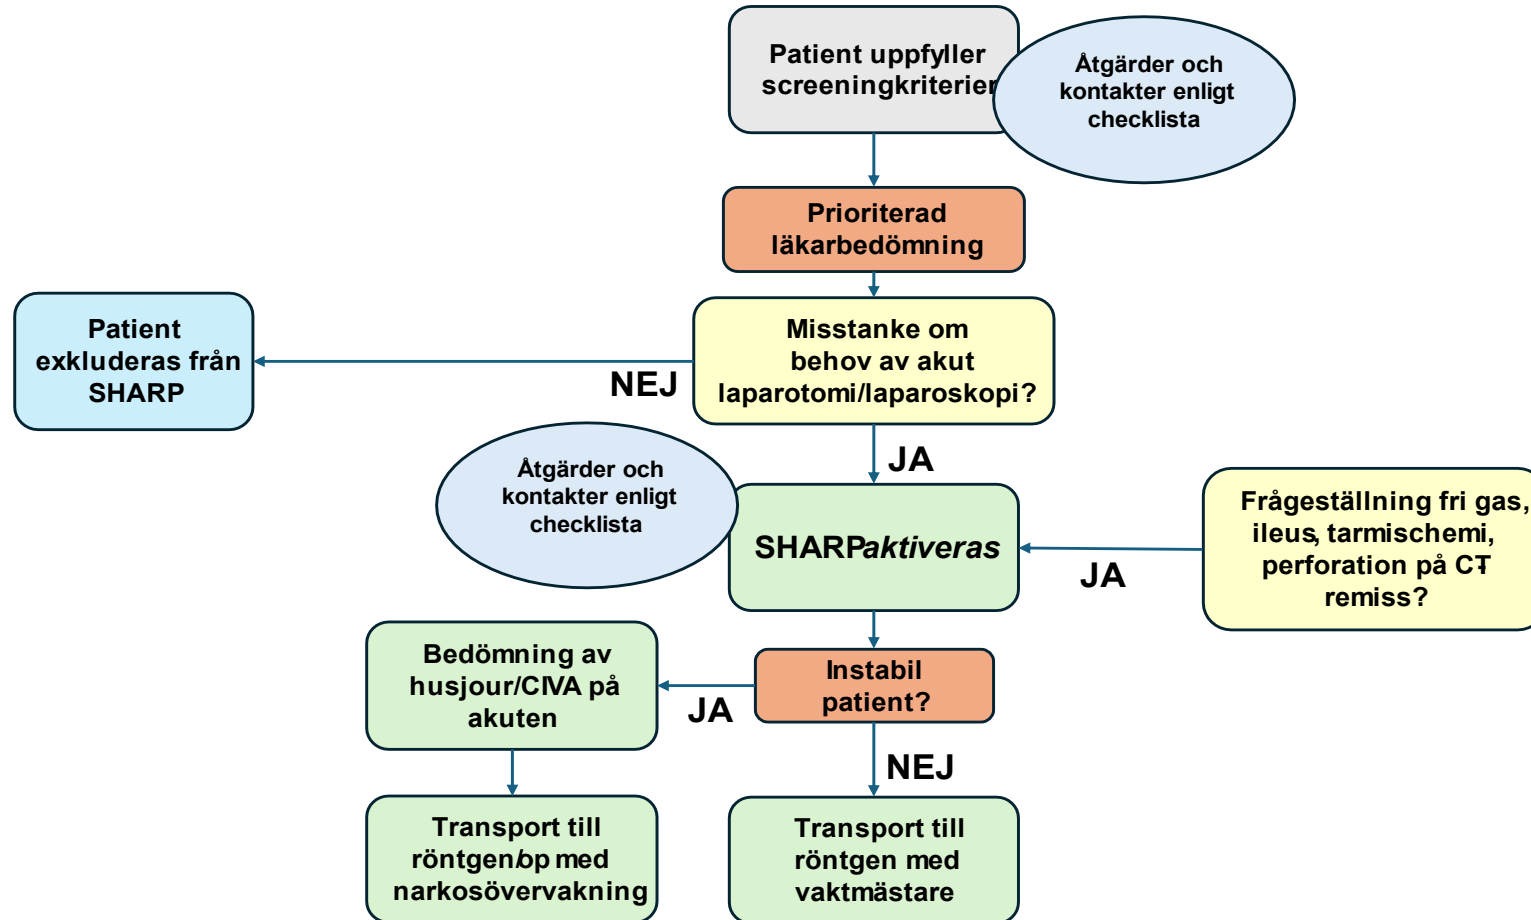 Patient uppfyller
screeningkriterier
Åtgärder och
kontakter enligt
checklista
Prioriterad
läkarbedömning
Patient
exkluderas från
SHARP
NEJ
Misstanke om
behov av akut
laparotomi/laparoskopi?
JA
Åtgärder och
kontakter enligt
checklista
SHARP aktiveras
JA
Frågeställning fri gas,
ileus, tarmischemi,
perforation på CT-
remiss?
Bedömning av
husjour/CIVA på
akuten
JA
Instabil
patient?
NEJ
Transport till
röntgen/op med
narkosövervakning
Transport till
röntgen med
vaktmästare